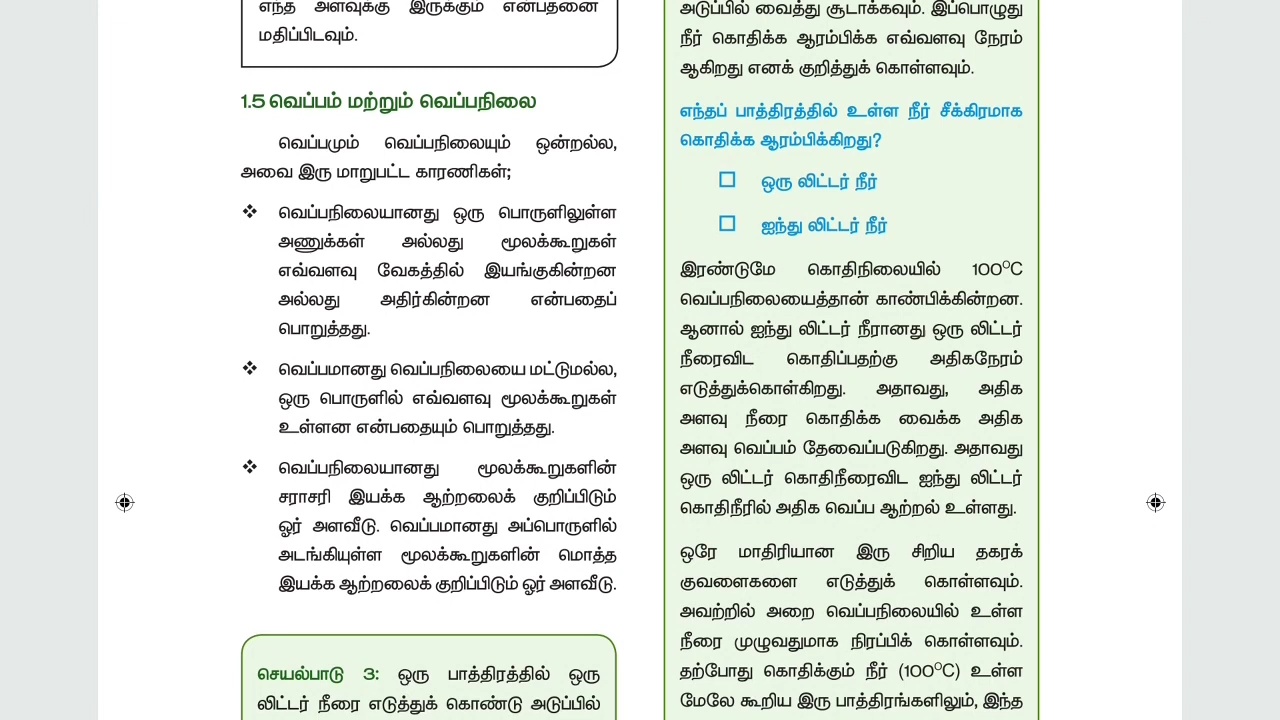 எந்த அளவுக்கு இருக்கும் என்பதனை
மதிப்பிடவும்.
1.5 வெப்பம் மற்றும் வெப்பநிலை
வெப்பமும் வெப்பநிலையும் ஒன்றல்ல,
அவை இரு மாறுபட்ட காரணிகள்;
❖ வெப்பநிலையானது ஒரு பொருளிலுள்ள
அணுக்கள் அல்லது மூலக்கூறுகள்
எவ்வளவு வேகத்தில் இயங்குகின்றன
அல்லது அதிர்கின்றன என்பதைப்
பொறுத்தது.
❖ வெப்பமானது வெப்பநிலையை மட்டுமல்ல,
ஒரு பொருளில் எவ்வளவு மூலக்கூறுகள்
உள்ளன என்பதையும் பொறுத்தது.
❖ வெப்பநிலையானது மூலக்கூறுகளின்
சராசரி இயக்க ஆற்றலைக் குறிப்பிடும்
ஓர் அளவீடு. வெப்பமானது அப்பொருளில்
அடங்கியுள்ள மூலக்கூறுகளின் மொத்த
இயக்க ஆற்றலைக் குறிப்பிடும் ஓர் அளவீடு.
செயல்பாடு 3: ஒரு பாத்திரத்தில் ஒரு
லிட்டர் நீரை எடுத்துக் கொண்டு அடுப்பில்
அடுப்பில் வைத்து சூடாக்கவும். இப்பொழுது
நீர் கொதிக்க ஆரம்பிக்க எவ்வளவு நேரம்
ஆகிறது எனக் குறித்துக் கொள்ளவும்.
எந்தப் பாத்திரத்தில் உள்ள நீர் சீக்கிரமாக
கொதிக்க ஆரம்பிக்கிறது?
☐ ஒரு லிட்டர் நீர்
☐ ஐந்து லிட்டர் நீர்
இரண்டுமே கொதிநிலையில் 100⁰C
வெப்பநிலையைத்தான் காண்பிக்கின்றன.
ஆனால் ஐந்து லிட்டர் நீரானது ஒரு லிட்டர்
நீரைவிட கொதிப்பதற்கு அதிகநேரம்
எடுத்துக்கொள்கிறது. அதாவது, அதிக
அளவு நீரை கொதிக்க வைக்க அதிக
அளவு வெப்பம் தேவைப்படுகிறது. அதாவது
ஒரு லிட்டர் கொதிநீரைவிட ஐந்து லிட்டர்
கொதிநீரில் அதிக வெப்ப ஆற்றல் உள்ளது.
ஒரே மாதிரியான இரு சிறிய தகரக்
குவளைகளை எடுத்துக் கொள்ளவும்.
அவற்றில் அறை வெப்பநிலையில் உள்ள
நீரை முழுவதுமாக நிரப்பிக் கொள்ளவும்.
தற்போது கொதிக்கும் நீர் (100⁰C) உள்ள
மேலே கூறிய இரு பாத்திரங்களிலும், இந்த